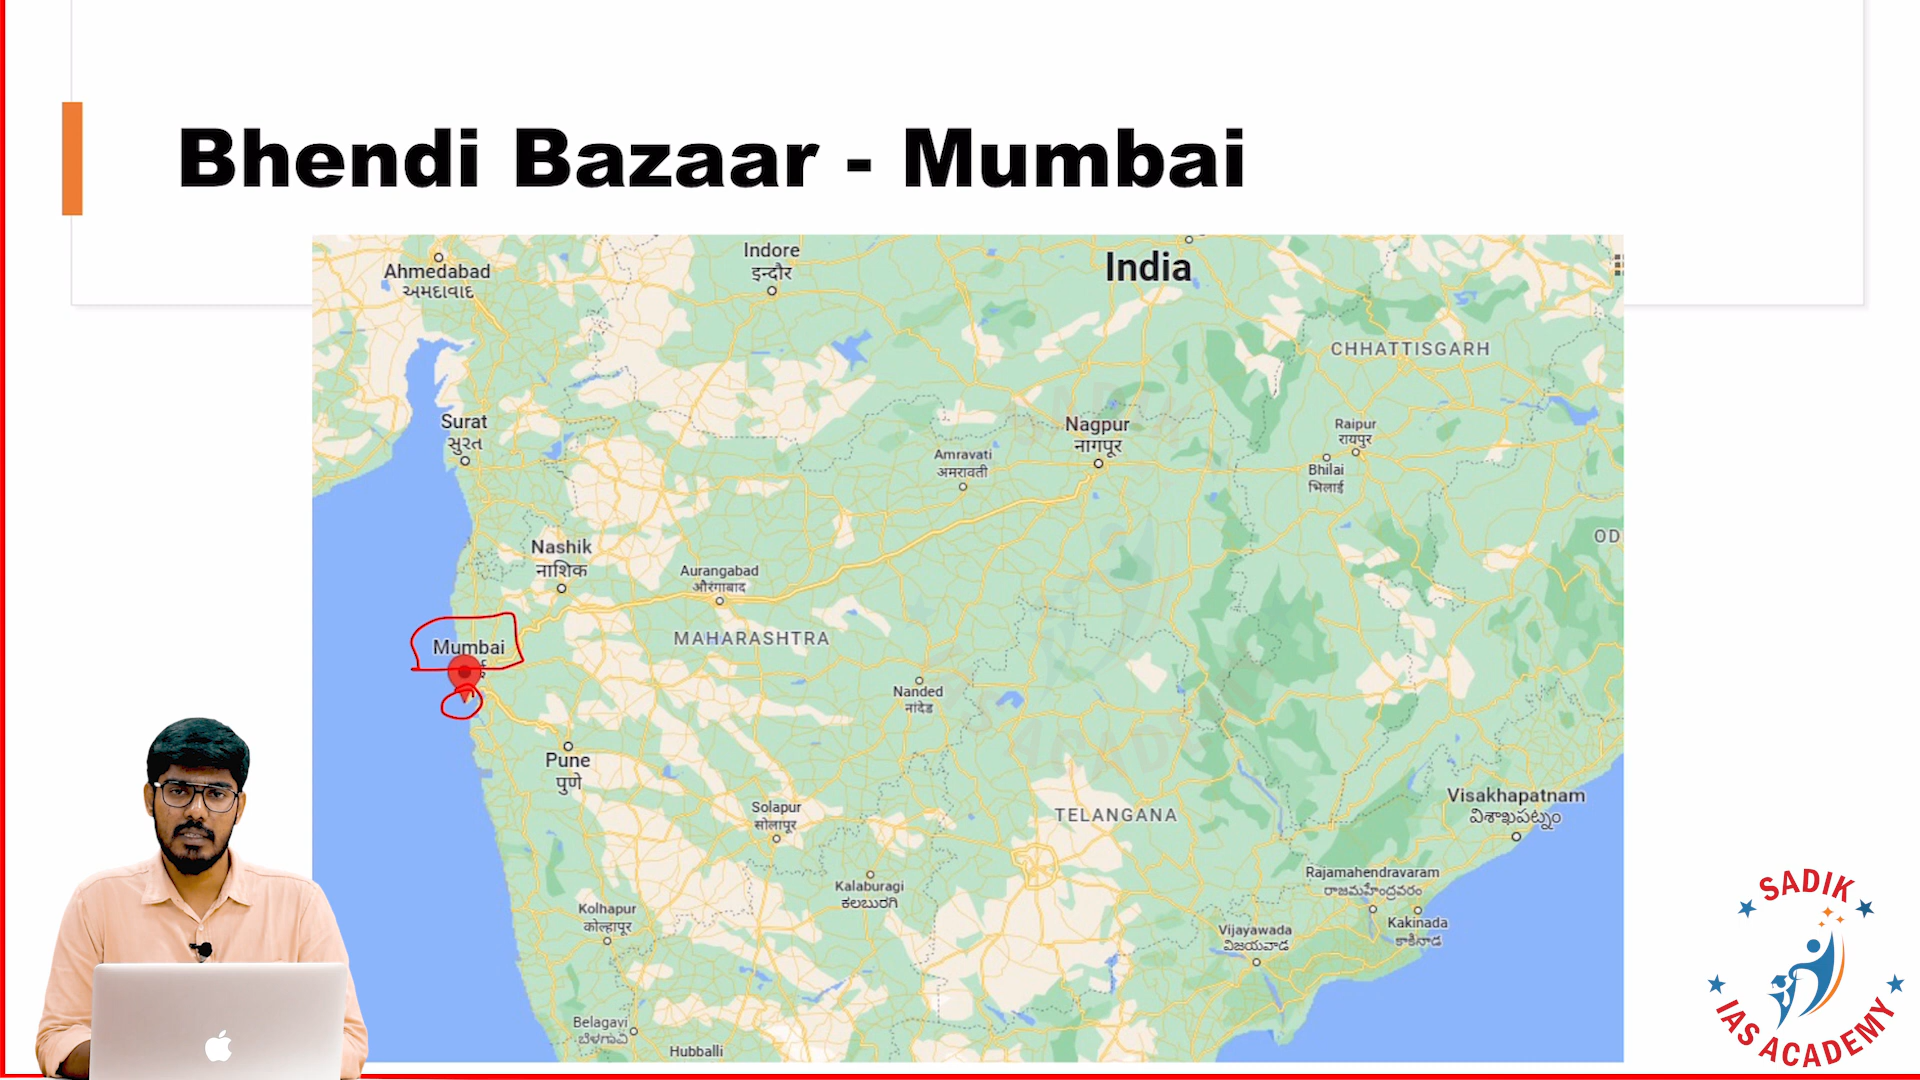 Bhendi Bazaar - Mumbai
Indore
इन्दौर
India
Ahmedabad
અમદાવાદ
CHHATTISGARH
Surat
સુરત
Nagpur
नागपूर
Raipur
रायपुर
Amravati
अमरावती
Bhilai
भिलाई
OD
Nashik
नाशिक
Aurangabad
औरंगाबाद
MAHARASHTRA
Mumbai
Nanded
नांदेड
Pune
पुणे
Solapur
सोलापूर
TELANGANA
Visakhapatnam
విశాఖపట్నం
Rajamahendravaram
రాజమహేంద్రవరం
Kalaburagi
ಕಲಬುರಗಿ
Kolhapur
कोल्हापूर
Kakinada
కాకినాడ
Vijayawada
విజయవాడ
Belagavi
ಬೆಳಗಾವಿ
Hubballi
SADIK
IAS ACADEMY